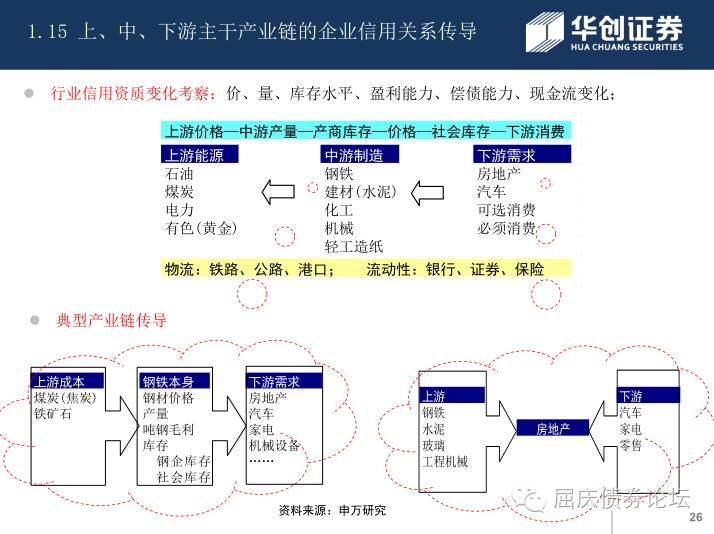 1.15 上、中、下游主干产业链的企业信用关系传导
华创证券
HUA CHUANG SECURITIES
行业信用资质变化考察：价、量、库存水平、盈利能力、偿债能力、现金流变化；
上游价格—中游产量—产商库存—价格—社会库存—下游消费
上游能源
石油
煤炭
电力
有色(黄金)
中游制造
钢铁
建材(水泥)
化工
机械
轻工造纸
下游需求
房地产
汽车
可选消费
必须消费
物流：铁路、公路、港口； 流动性：银行、证券、保险
典型产业链传导
上游成本
煤炭(焦炭)
铁矿石
钢铁本身
钢材价格
产量
吨钢毛利
库存
钢企库存
社会库存
下游需求
房地产
汽车
家电
机械设备
……
上游
钢铁
水泥
玻璃
工程机械
房地产
下游
汽车
家电
零售
资料来源：申万研究
屈庆债券论坛
26